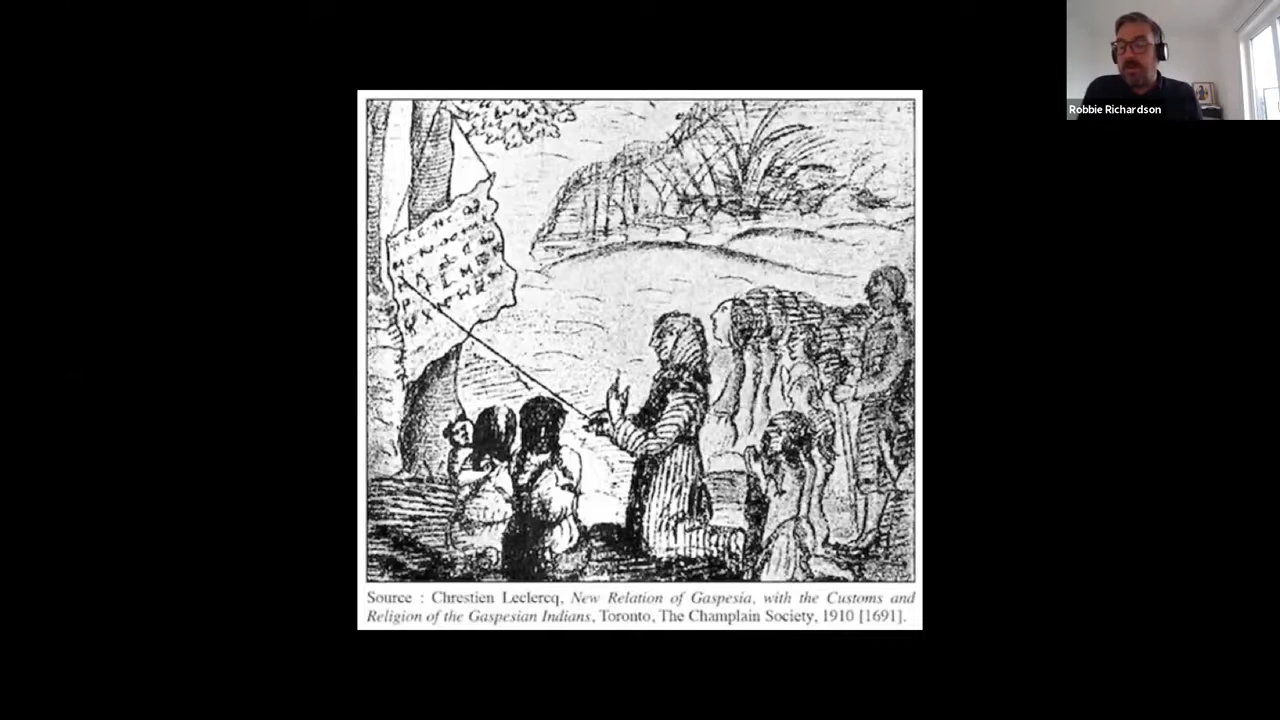 Robbie Richardson
Source : Chrestien Leclercq, New Relation of Gaspesia, with the Customs and
Religion of the Gaspesian Indians, Toronto, The Champlain Society, 1910 [1691].